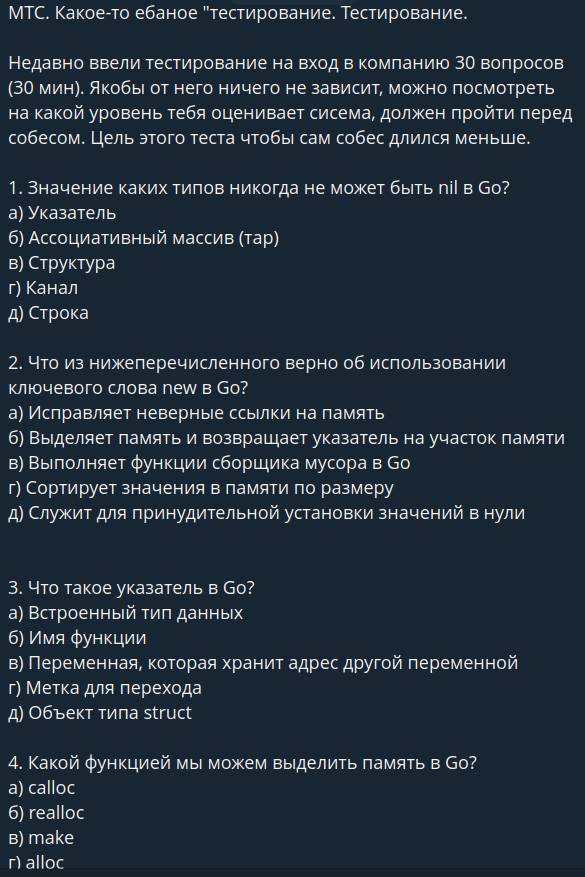 МТС. Какое-то ебаное "тестирование. Тестирование.
Недавно ввели тестирование на вход в компанию 30 вопросов
(30 мин). Якобы от него ничего не зависит, можно посмотреть
на какой уровень тебя оценивает сисема, должен пройти перед
собесом. Цель этого теста чтобы сам собес длился меньше.
1. Значение каких типов никогда не может быть nil в Go?
а) Указатель
б) Ассоциативный массив (тар)
в) Структура
г) Канал
д) Строка
2. Что из нижеперечисленного верно об использовании
ключевого слова new в Go?
а) Исправляет неверные ссылки на память
б) Выделяет память и возвращает указатель на участок памяти
в) Выполняет функции сборщика мусора в Go
г) Сортирует значения в памяти по размеру
д) Служит для принудительной установки значений в нули
3. Что такое указатель в Go?
а) Встроенный тип данных
б) Имя функции
в) Переменная, которая хранит адрес другой переменной
г) Метка для перехода
д) Объект типа struct
4. Какой функцией мы можем выделить память в Go?
а) calloc
б) realloc
в) make
г) alloc